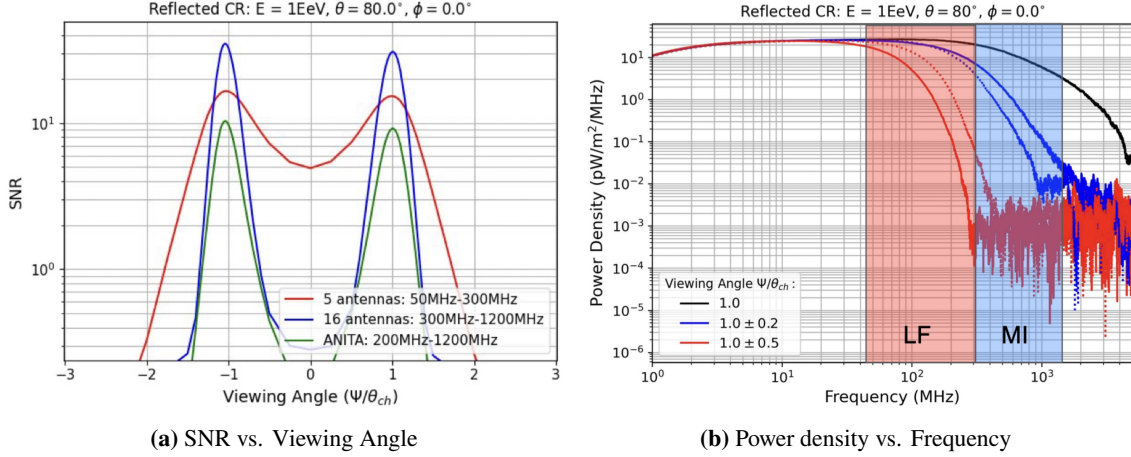 Reflected CR: E = 1EeV, θ = 80.0°, ϕ = 0.0°
SNR
10¹
10⁰
5 antennas: 50MHz-300MHz
16 antennas: 300MHz-1200MHz
ANITA: 200MHz-1200MHz
−3 −2 −1 0 1 2 3
Viewing Angle (Ψ/θch)
(a) SNR vs. Viewing Angle
Reflected CR: E = 1EeV, θ = 80°, ϕ = 0.0°
Power Density (pW/m²/MHz)
10¹
10⁰
10⁻¹
10⁻²
10⁻³
10⁻⁴
10⁻⁵
10⁻⁶
Viewing Angle Ψ/θch :
1.0
1.0 ± 0.2
1.0 ± 0.5
LF MI
10⁰ 10¹ 10² 10³
Frequency (MHz)
(b) Power density vs. Frequency